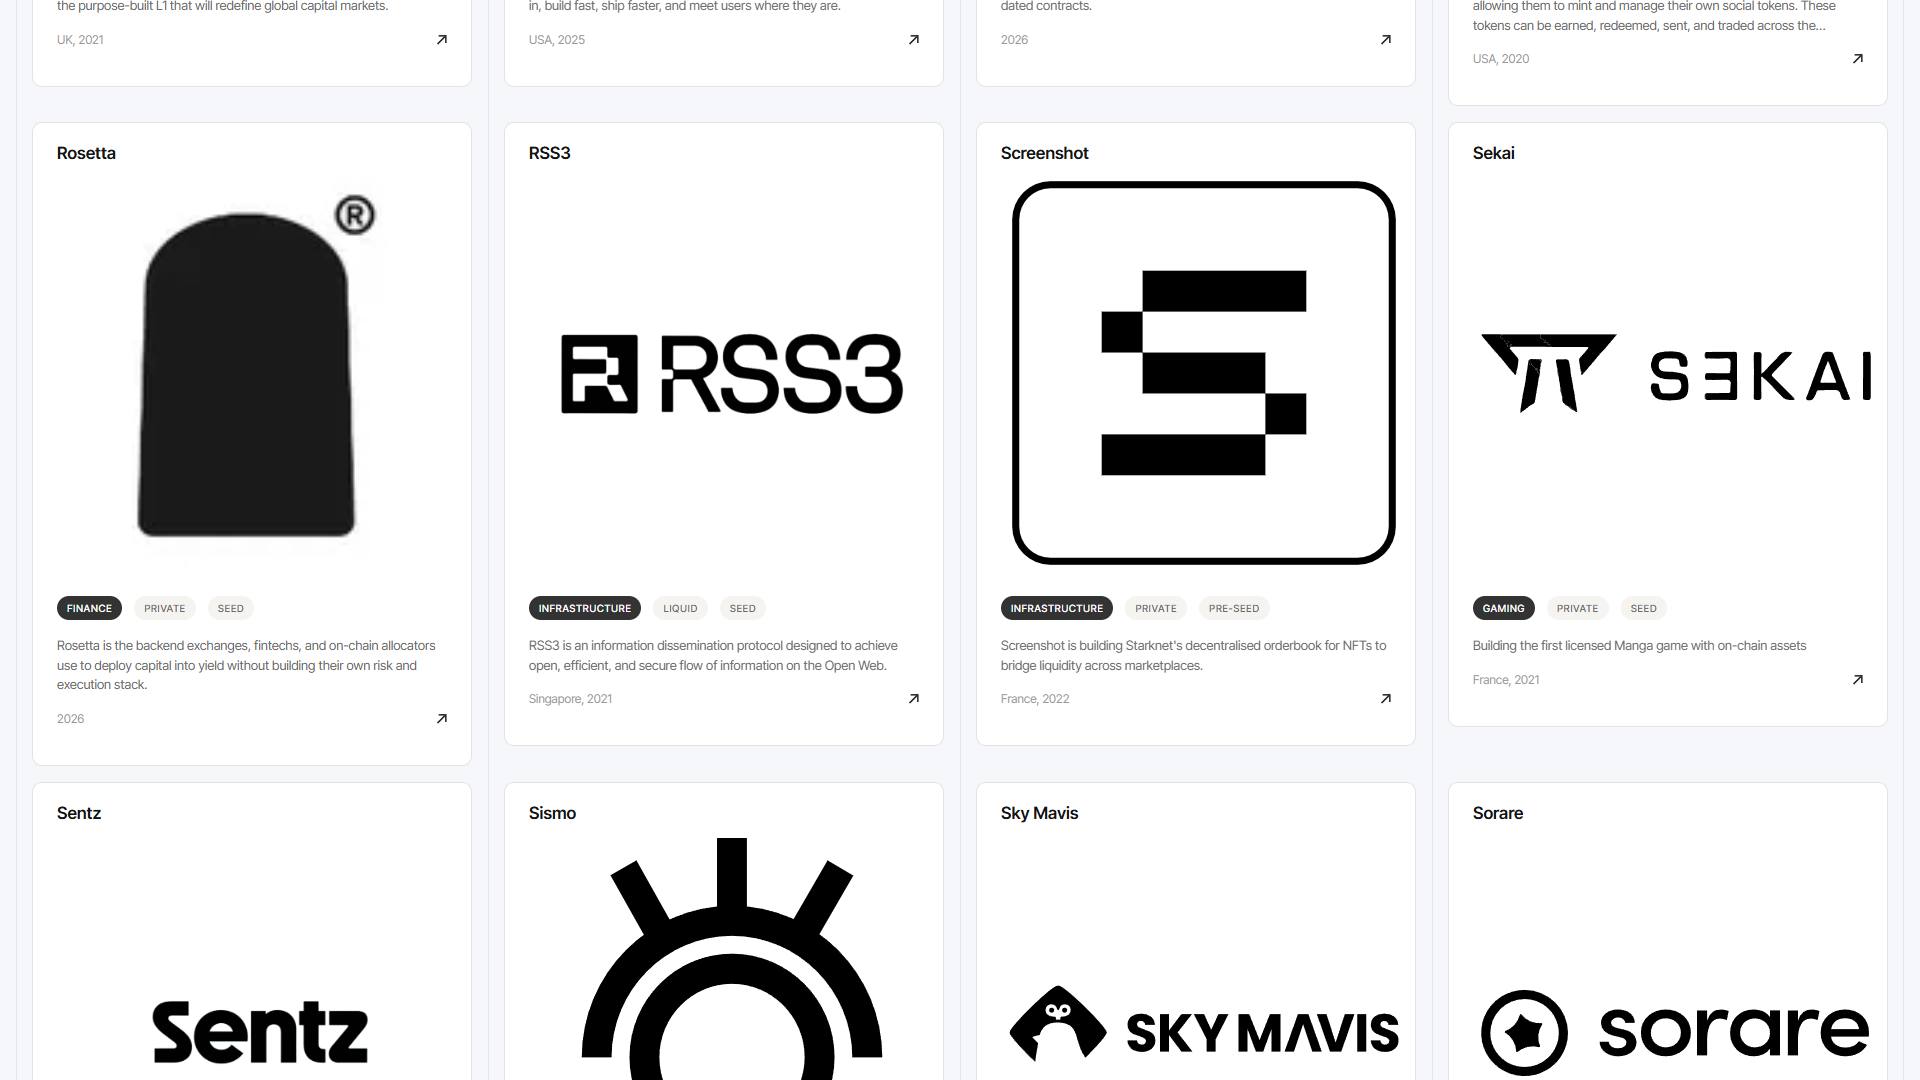 the purpose-built L1 that will redefine global capital markets.
UK, 2021
in, build fast, ship faster, and meet users where they are.
USA, 2025
dated contracts.
2026
allowing them to mint and manage their own social tokens. These
tokens can be earned, redeemed, sent, and traded across the...
USA, 2020
Rosetta
®
FINANCE
PRIVATE
SEED
Rosetta is the backend exchanges, fintechs, and on-chain allocators
use to deploy capital into yield without building their own risk and
execution stack.
2026
RSS3
R RSS3
INFRASTRUCTURE
LIQUID
SEED
RSS3 is an information dissemination protocol designed to achieve
open, efficient, and secure flow of information on the Open Web.
Singapore, 2021
Screenshot
S
INFRASTRUCTURE
PRIVATE
PRE-SEED
Screenshot is building Starknet's decentralised orderbook for NFTs to
bridge liquidity across marketplaces.
France, 2022
Sekai
SEKAI
GAMING
PRIVATE
SEED
Building the first licensed Manga game with on-chain assets
France, 2021
Sentz
Sentz
Sismo
Sky Mavis
SKY MAVIS
Sorare
sorare